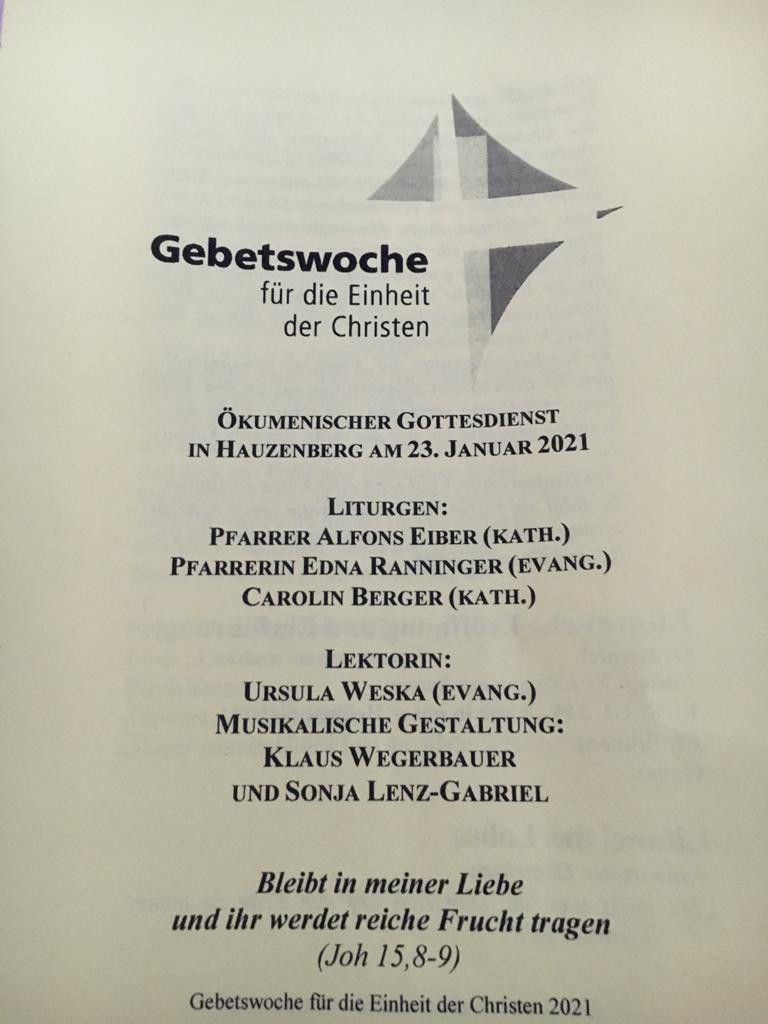 Gebetswoche
für die Einheit
der Christen
ÖKUMENISCHER GOTTESDIENST
IN HAUZENBERG AM 23. JANUAR 2021
LITURGEN:
PFARRER ALFONS EIBER (KATH.)
PFARRERIN EDNA RANNINGER (EVANG.)
CAROLIN BERGER (KATH.)
LEKTORIN:
URSULA WESKA (EVANG.)
MUSIKALISCHE GESTALTUNG:
KLAUS WEGERBAUER
UND SONJA LENZ-GABRIEL
Bleibt in meiner Liebe
und ihr werdet reiche Frucht tragen
(Joh 15,8-9)
Gebetswoche für die Einheit der Christen 2021